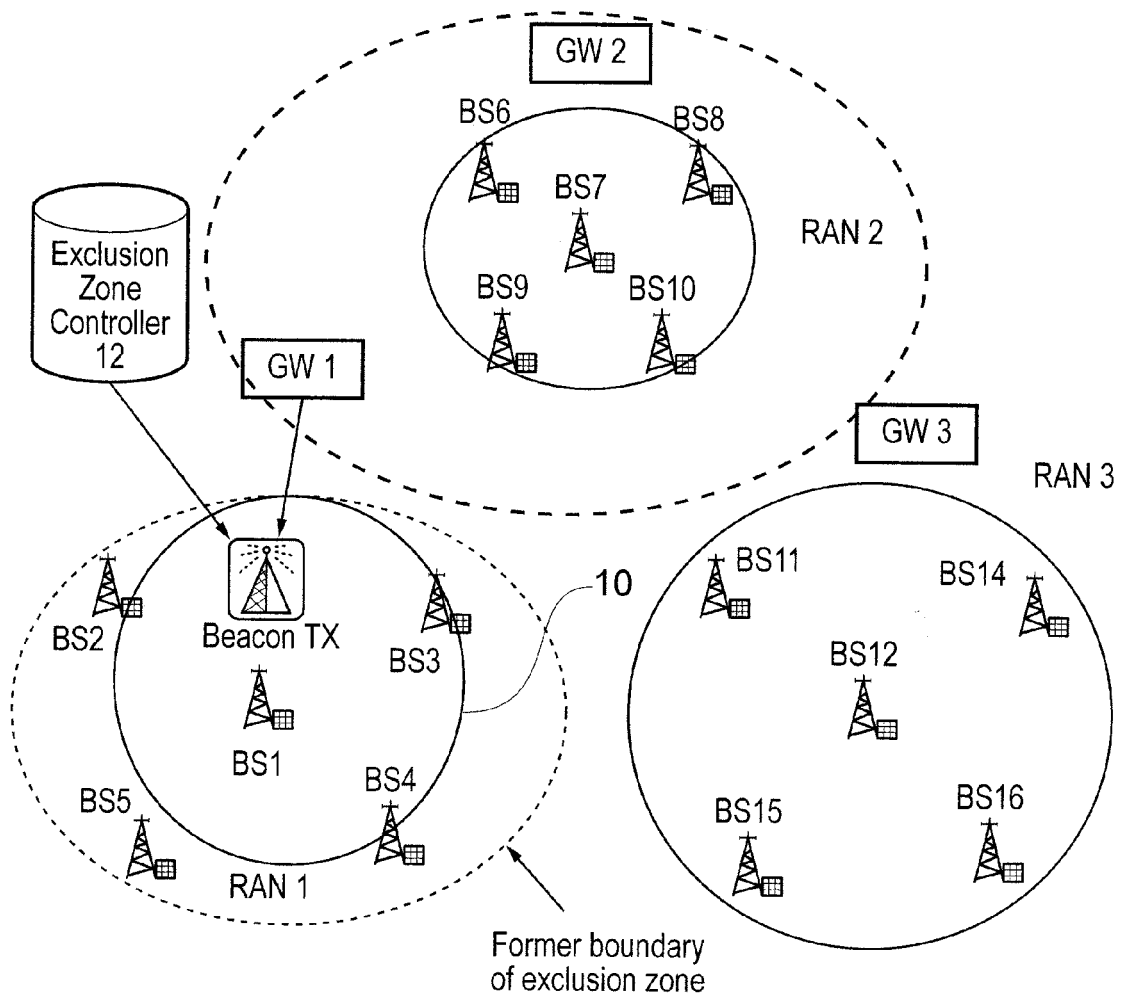 GW 2
BS6
BS8
BS7
RAN 2
Exclusion
Zone
Controller
12
BS9
BS10
GW 1
GW 3
RAN 3
BS11
BS14
10
BS2
Beacon TX
BS3
BS12
BS1
BS4
BS5
BS15
BS16
RAN 1
Former boundary
of exclusion zone